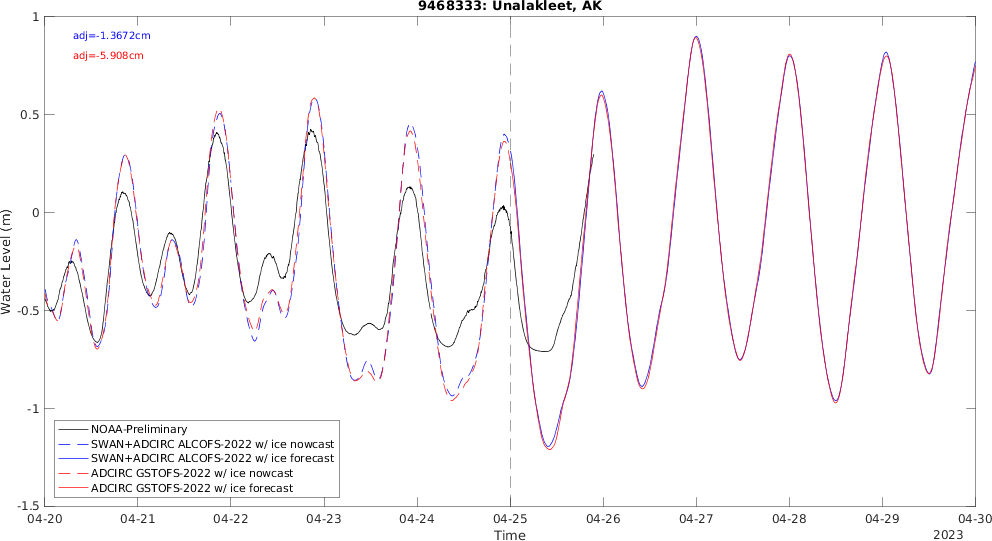 9468333: Unalakleet, AK
adj=-1.3672cm
adj=-5.908cm
Water Level (m)
1
0.5
0
-0.5
-1
-1.5
NOAA-Preliminary
SWAN+ADCIRC ALCOFS-2022 w/ ice nowcast
SWAN+ADCIRC ALCOFS-2022 w/ ice forecast
ADCIRC GSTOFS-2022 w/ ice nowcast
ADCIRC GSTOFS-2022 w/ ice forecast
04-20 04-21 04-22 04-23 04-24 04-25 04-26 04-27 04-28 04-29 04-30
Time
2023